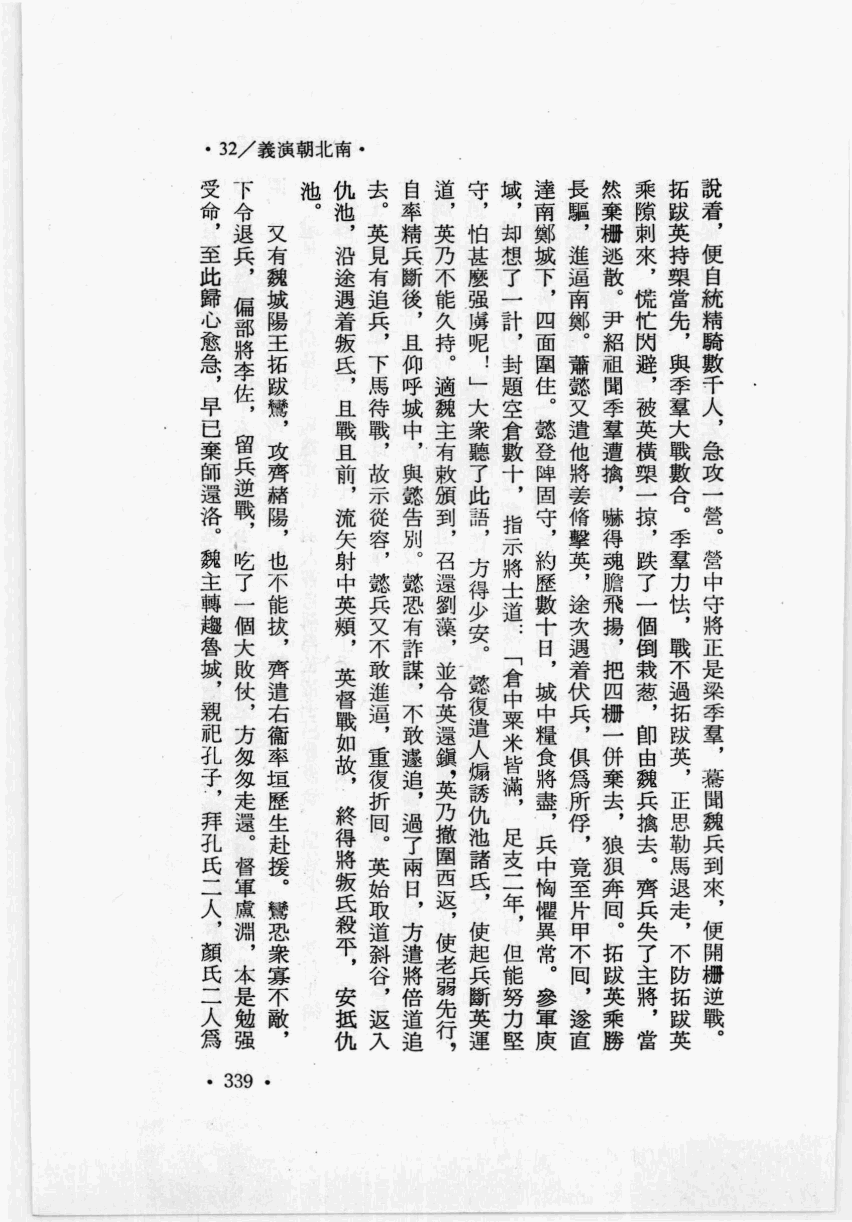 •32／義演朝北南•
說着，便自統精騎數千人，急攻一營。營中守將正是梁季羣，驀聞魏兵到來，便開柵逆戰。
拓跋英持槊當先，與季羣大戰數合。季羣力怯，戰不過拓跋英，正思勒馬退走，不防拓跋英
乘隙刺來，慌忙閃避，被英橫槊一掠，跌了一個倒栽葱，卽由魏兵擒去。齊兵失了主將，當
然棄柵逃散。尹紹祖聞季羣遭擒，嚇得魂膽飛揚，把四柵一併棄去，狼狽奔囘。拓跋英乘勝
長驅，進逼南鄭。蕭懿又遣他將姜脩擊英，途次遇着伏兵，俱爲所俘，竟至片甲不囘，遂直
達南鄭城下，四面圍住。懿登陴固守，約歷數十日，城中糧食將盡，兵中恟懼異常。參軍庾
域，却想了一計，封題空倉數十，指示將士道：「倉中粟米皆滿，足支二年，但能努力堅
守，怕甚麼强虜呢！」大衆聽了此語，方得少安。懿復遣人煽誘仇池諸氐，使起兵斷英運
道，英乃不能久持。適魏主有敕頒到，召還劉藻，並令英還鎭，英乃撤圍西返，使老弱先行，
自率精兵斷後，且仰呼城中，與懿告別。懿恐有詐謀，不敢遽追，過了兩日，方遣將倍道追
去。英見有追兵，下馬待戰，故示從容，懿兵又不敢進逼，重復折囘。英始取道斜谷，返入
仇池，沿途遇着叛氐，且戰且前，流矢射中英頰，英督戰如故，終得將叛氐殺平，安抵仇
池。
又有魏城陽王拓跋鸞，攻齊赭陽，也不能拔，齊遣右衞率垣歷生赴援。鸞恐衆寡不敵，
下令退兵，偏部將李佐，留兵逆戰，吃了一個大敗仗，方匆匆走還。督軍盧淵，本是勉强
受命，至此歸心愈急，早已棄師還洛。魏主轉趨魯城，親祀孔子，拜孔氏二人，顏氏二人爲
•339•